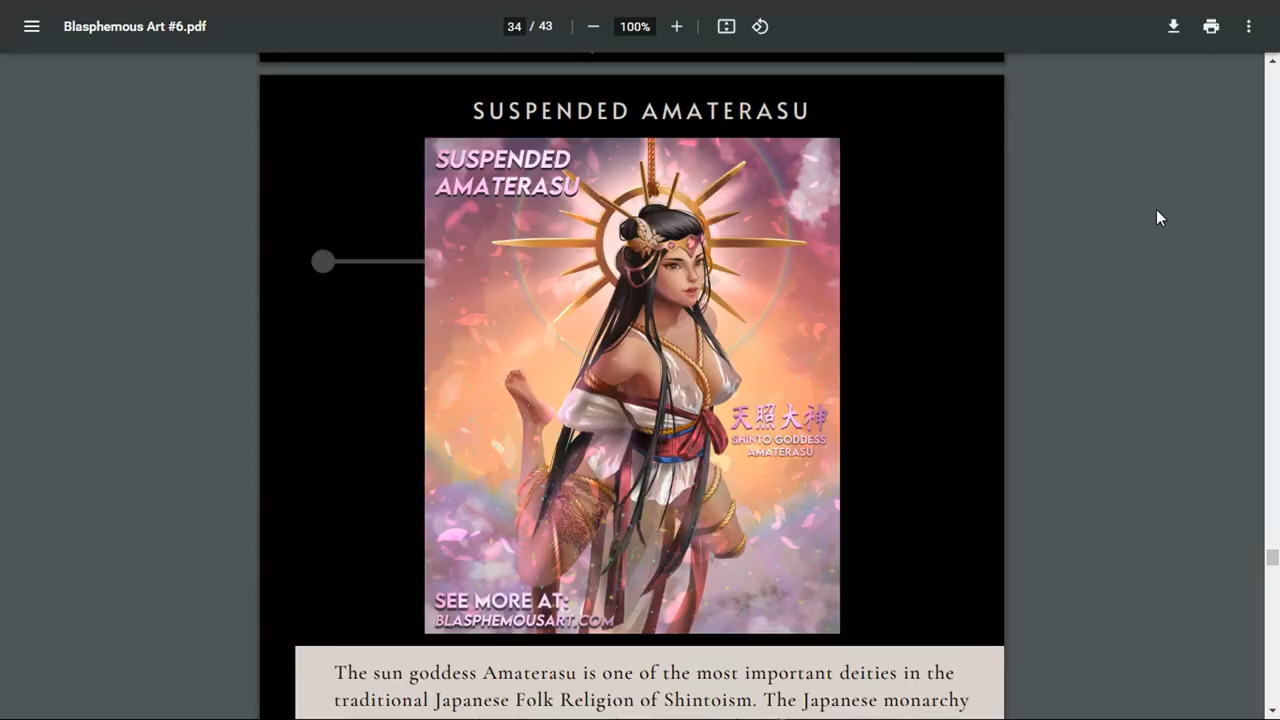 Blasphemous Art #6.pdf
34 / 43
100%
SUSPENDED AMATERASU
SUSPENDED
AMATERASU
天照大神
SHINTO GODDESS
AMATERASU
SEE MORE AT:
BLASPHEMOUSART.COM
The sun goddess Amaterasu is one of the most important deities in the
traditional Japanese Folk Religion of Shintoism. The Japanese monarchy